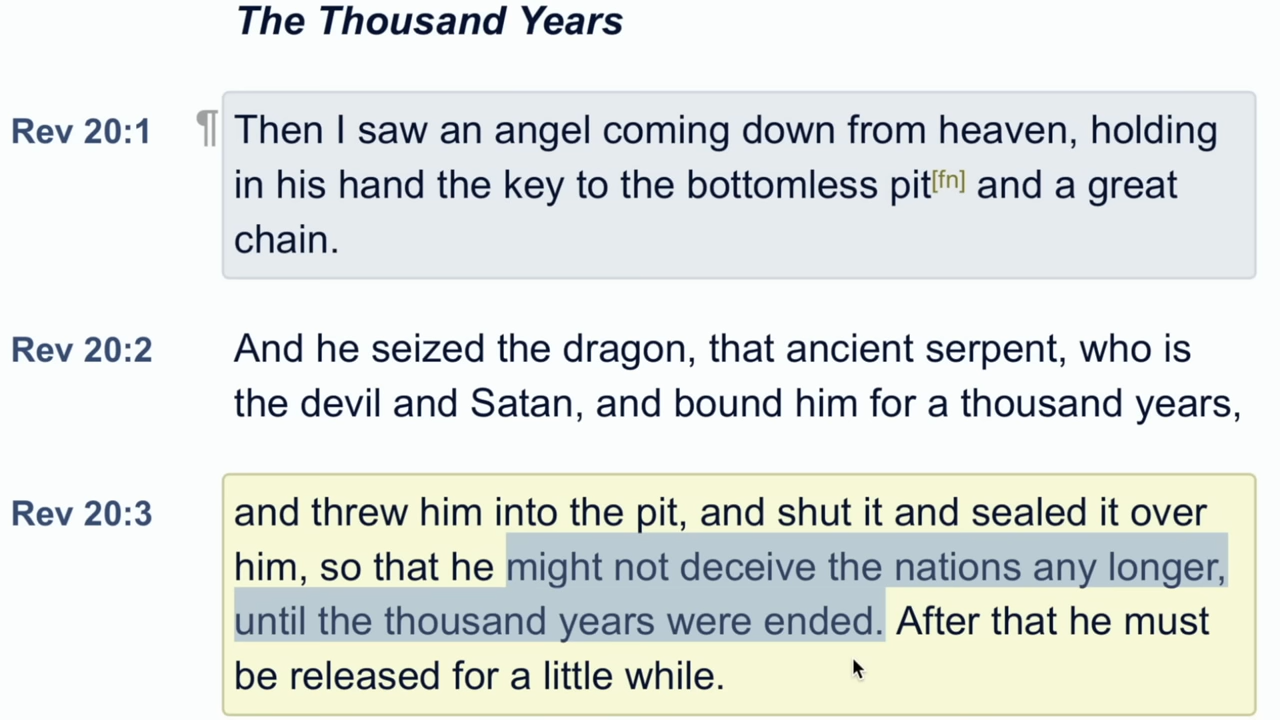 The Thousand Years
Rev 20:1 ¶ Then I saw an angel coming down from heaven, holding
in his hand the key to the bottomless pit[fn] and a great
chain.
Rev 20:2 And he seized the dragon, that ancient serpent, who is
the devil and Satan, and bound him for a thousand years,
Rev 20:3 and threw him into the pit, and shut it and sealed it over
him, so that he might not deceive the nations any longer,
until the thousand years were ended. After that he must
be released for a little while.